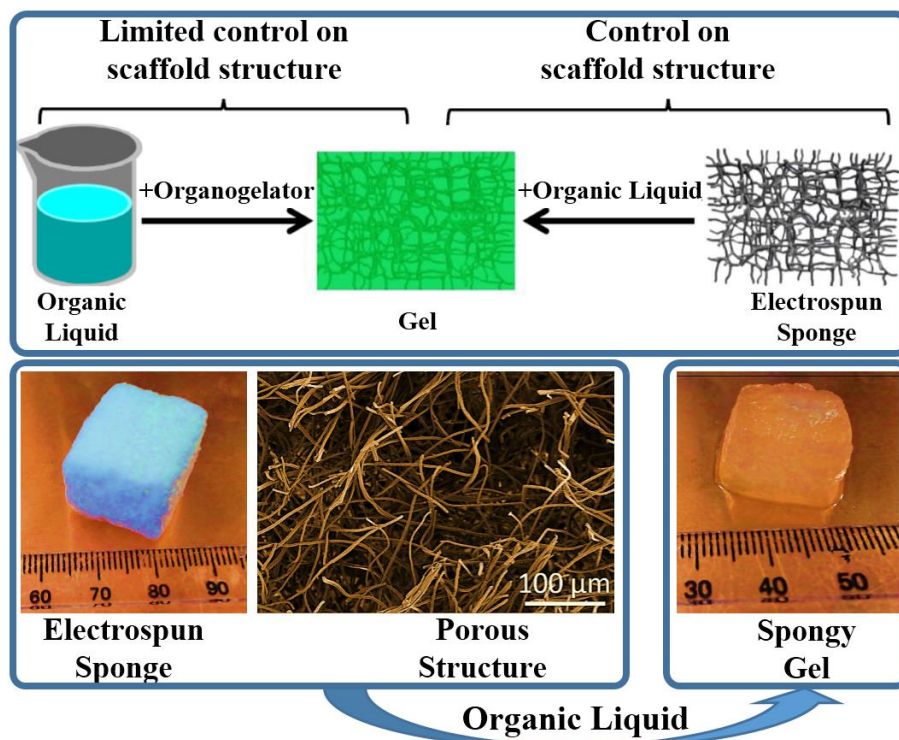 Limited control on
scaffold structure
Control on
scaffold structure
+Organogelator
+Organic Liquid
Organic
Liquid
Gel
Electrospun
Sponge
60 70 80 90
100 μm
30 40 50
Electrospun
Sponge
Porous
Structure
Spongy
Gel
Organic Liquid